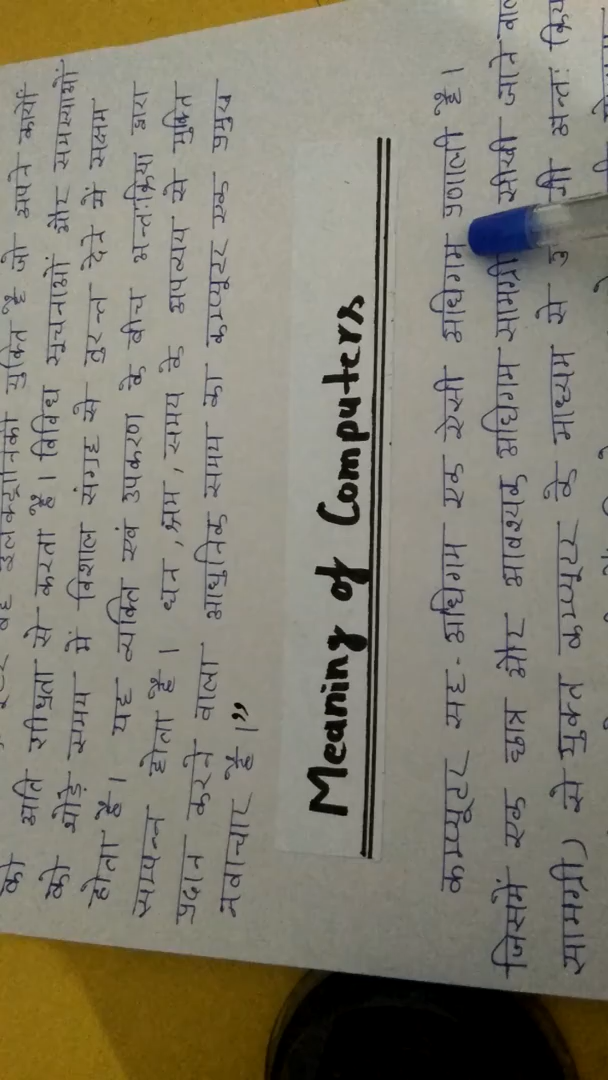 को अति शीघ्रता से करता है। विविध सूचनाओं और समस्याओं
को थोड़े समय में विशाल संग्रह से तुरन्त देने में सक्षम
होता है। यह व्यक्ति एवं उपकरण के बीच अन्तःक्रिया द्वारा
सम्पन्न होता है। धन, श्रम, समय के अपव्यय से मुक्ति
प्रदान करने वाला आधुनिक समय का कम्प्यूटर एक प्रमुख
नवाचार है।”
Meaning of Computers
कम्प्यूटर सह-अधिगम एक ऐसी अधिगम प्रणाली है।
जिसमें एक छात्र और आवश्यक अधिगम सामग्री सीखी जाने
सामग्री) से युक्त कम्प्यूटर के माध्यम से